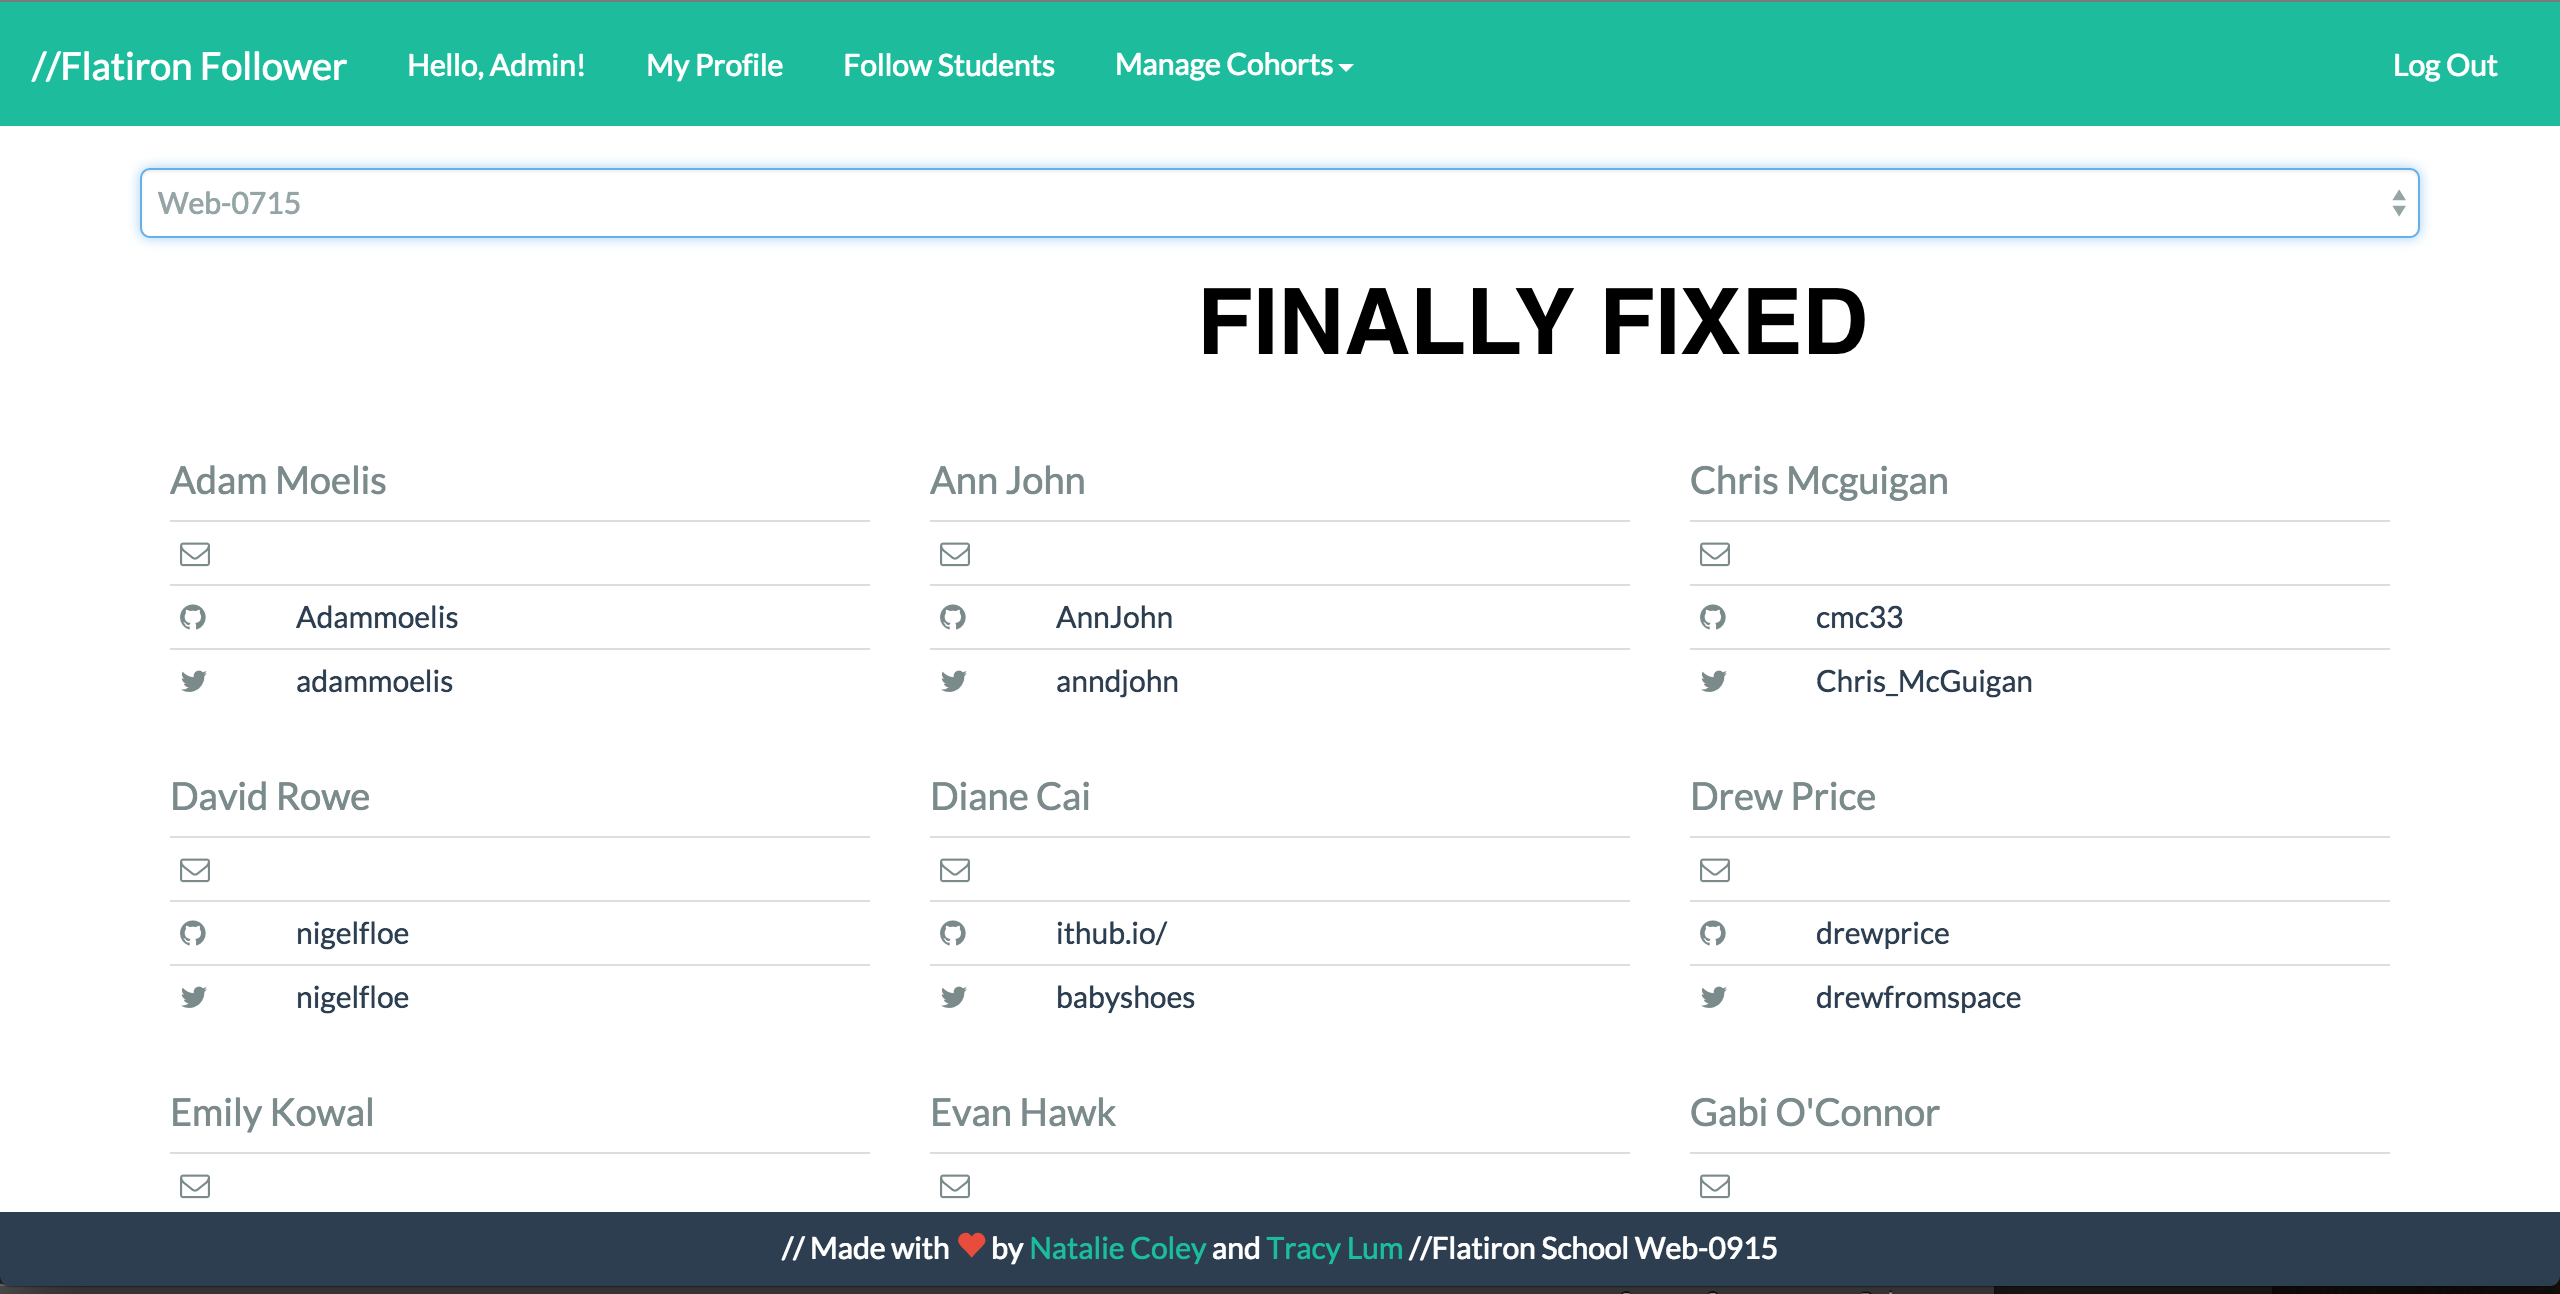 //Flatiron Follower Hello, Admin! My Profile Follow Students Manage Cohorts Log Out
Web-0715
FINALLY FIXED
Adam Moelis Ann John Chris Mcguigan
Adammoelis AnnJohn cmc33
adammoelis anndjohn Chris_McGuigan
David Rowe Diane Cai Drew Price
nigelfloe ithub.io/ drewprice
nigelfloe babyshoes drewfromspace
Emily Kowal Evan Hawk Gabi O'Connor
// Made with ♥ by Natalie Coley and Tracy Lum //Flatiron School Web-0915